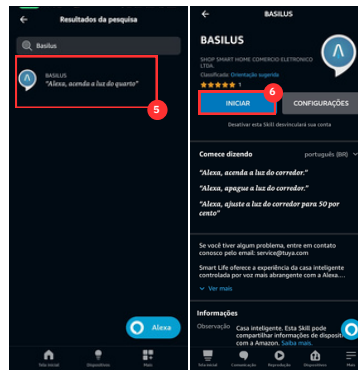 Resultados da pesquisa
Basilus
BASILUS
"Alexa, acenda a luz do quarto"
5
Alexa
Tela inicial
Dispositivos
Mais
BASILUS
BASILUS
SHOP SMART HOME COMERCIO ELETRONICO
LTDA.
Classificada: Orientação sugerida
1
6
INICIAR
CONFIGURAÇÕES
Desativar esta Skill desvinculará sua conta
Comece dizendo
português (BR)
"Alexa, acenda a luz do corredor."
"Alexa, apague a luz do corredor."
"Alexa, ajuste a luz do corredor para 50 por
cento"
Se você tiver algum problema, entre em contato
conosco pelo email: service@tuya.com
Smart Life oferece a experiência da casa inteligente
controlada por voz mais abrangente com a Alexa....
Ver mais
Informações
Observação
Casa inteligente. Esta Skill pode
compartilhar informações de dispositi
com a Amazon. Saiba mais.
Tela inicial
Comunicação
Reprodução
Dispositivos
Mais